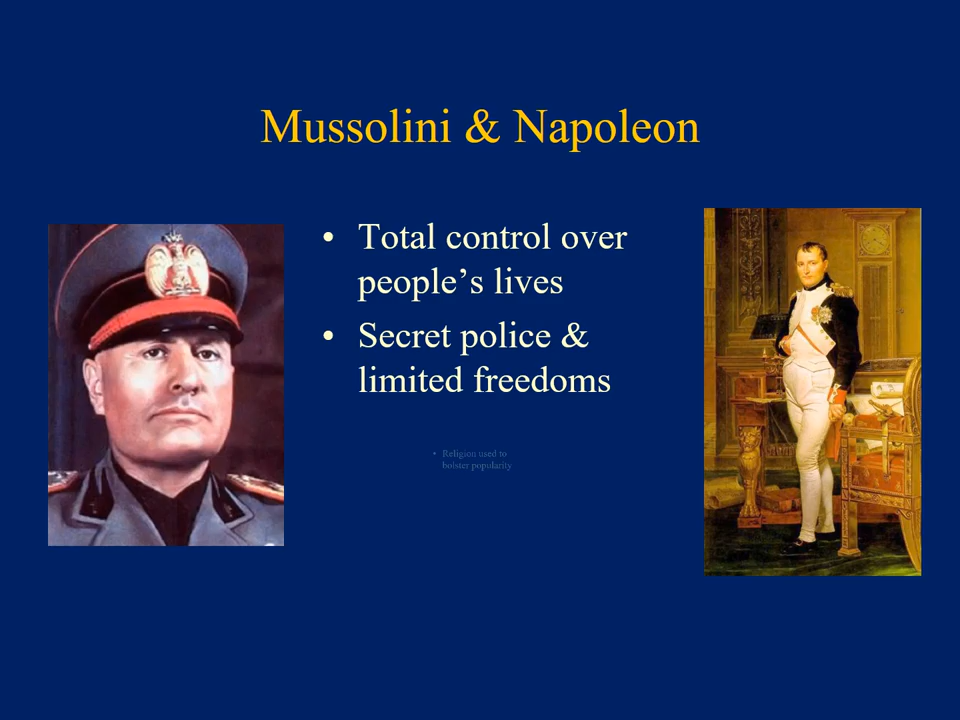 Mussolini & Napoleon
• Total control over
people’s lives
• Secret police &
limited freedoms
• Religion used to
bolster popularity